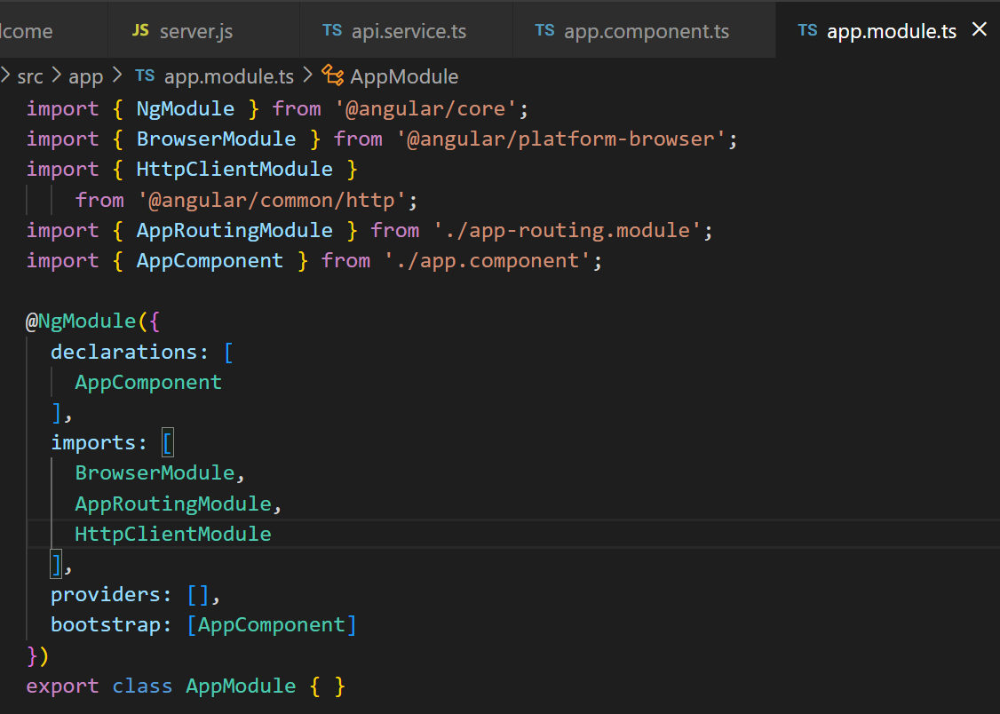 lcome JS server.js TS api.service.ts TS app.component.ts TS app.module.ts ×
> src > app > TS app.module.ts > AppModule
import { NgModule } from '@angular/core';
import { BrowserModule } from '@angular/platform-browser';
import { HttpClientModule }
from '@angular/common/http';
import { AppRoutingModule } from './app-routing.module';
import { AppComponent } from './app.component';
@NgModule({
declarations: [
AppComponent
],
imports: [
BrowserModule,
AppRoutingModule,
HttpClientModule
],
providers: [],
bootstrap: [AppComponent]
})
export class AppModule { }